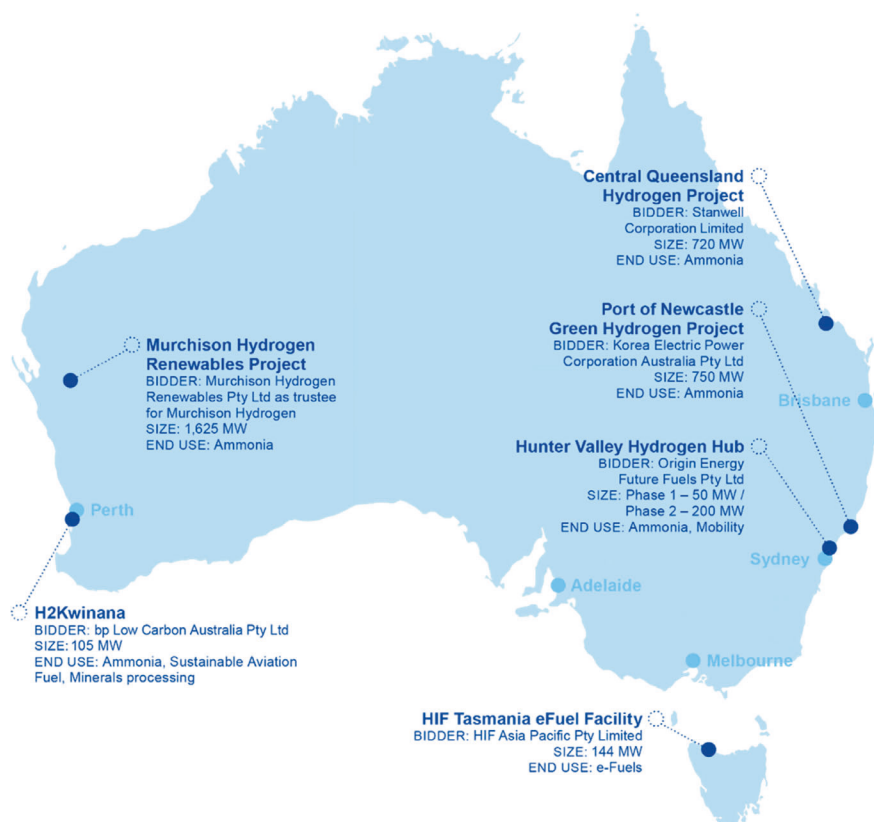 Central Queensland
Hydrogen Project
BIDDER: Stanwell
Corporation Limited
SIZE: 720 MW
END USE: Ammonia
Port of Newcastle
Green Hydrogen Project
BIDDER: Korea Electric Power
Corporation Australia Pty Ltd
SIZE: 750 MW
END USE: Ammonia
Murchison Hydrogen
Renewables Project
BIDDER: Murchison Hydrogen
Renewables Pty Ltd as trustee
for Murchison Hydrogen
SIZE: 1,625 MW
END USE: Ammonia
Brisbane
Hunter Valley Hydrogen Hub
BIDDER: Origin Energy
Future Fuels Pty Ltd
SIZE: Phase 1 – 50 MW /
Phase 2 – 200 MW
END USE: Ammonia, Mobility
Perth
Sydney
Adelaide
H2Kwinana
BIDDER: bp Low Carbon Australia Pty Ltd
SIZE: 105 MW
END USE: Ammonia, Sustainable Aviation
Fuel, Minerals processing
Melbourne
HIF Tasmania eFuel Facility
BIDDER: HIF Asia Pacific Pty Limited
SIZE: 144 MW
END USE: e-Fuels